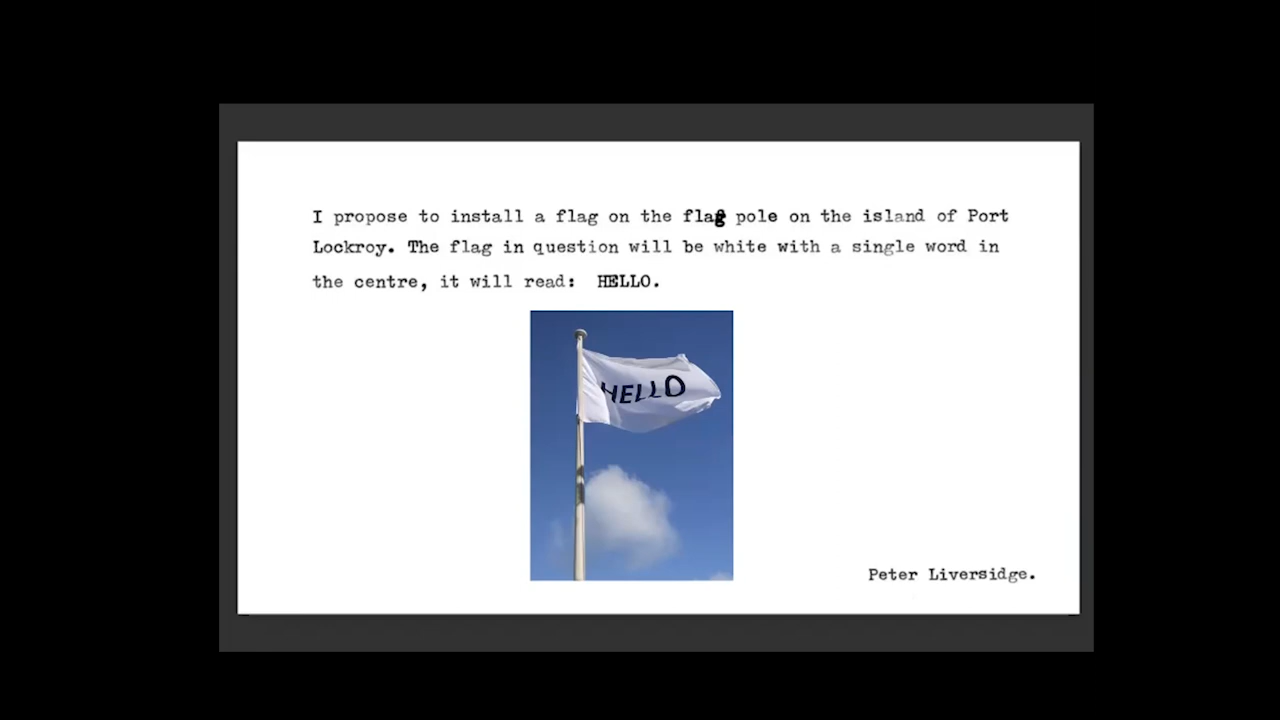 I propose to install a flag on the flag pole on the island of Port
Lockroy. The flag in question will be white with a single word in
the centre, it will read:  HELLO.
HELLO
Peter Liversidge.